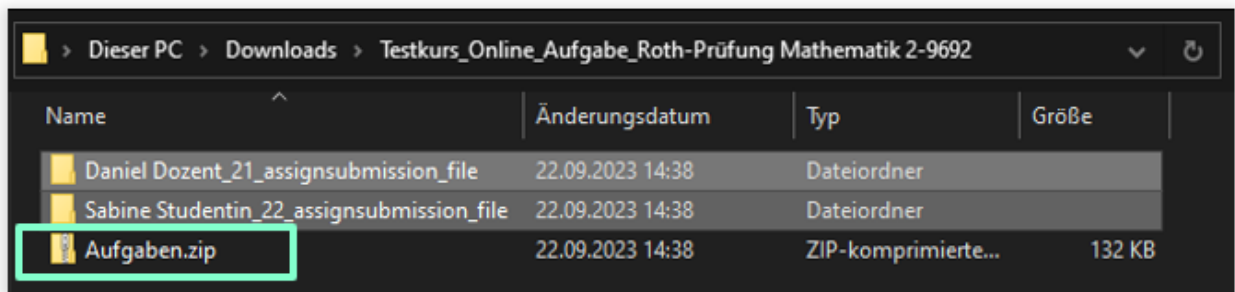 Dieser PC > Downloads > Testkurs_Online_Aufgabe_Roth-Prüfung Mathematik 2-9692
Name Änderungsdatum Typ Größe
Daniel Dozent_21_assignsubmission_file 22.09.2023 14:38 Dateiordner
Sabine Studentin_22_assignsubmission_file 22.09.2023 14:38 Dateiordner
Aufgaben.zip 22.09.2023 14:38 ZIP-komprimierte... 132 KB